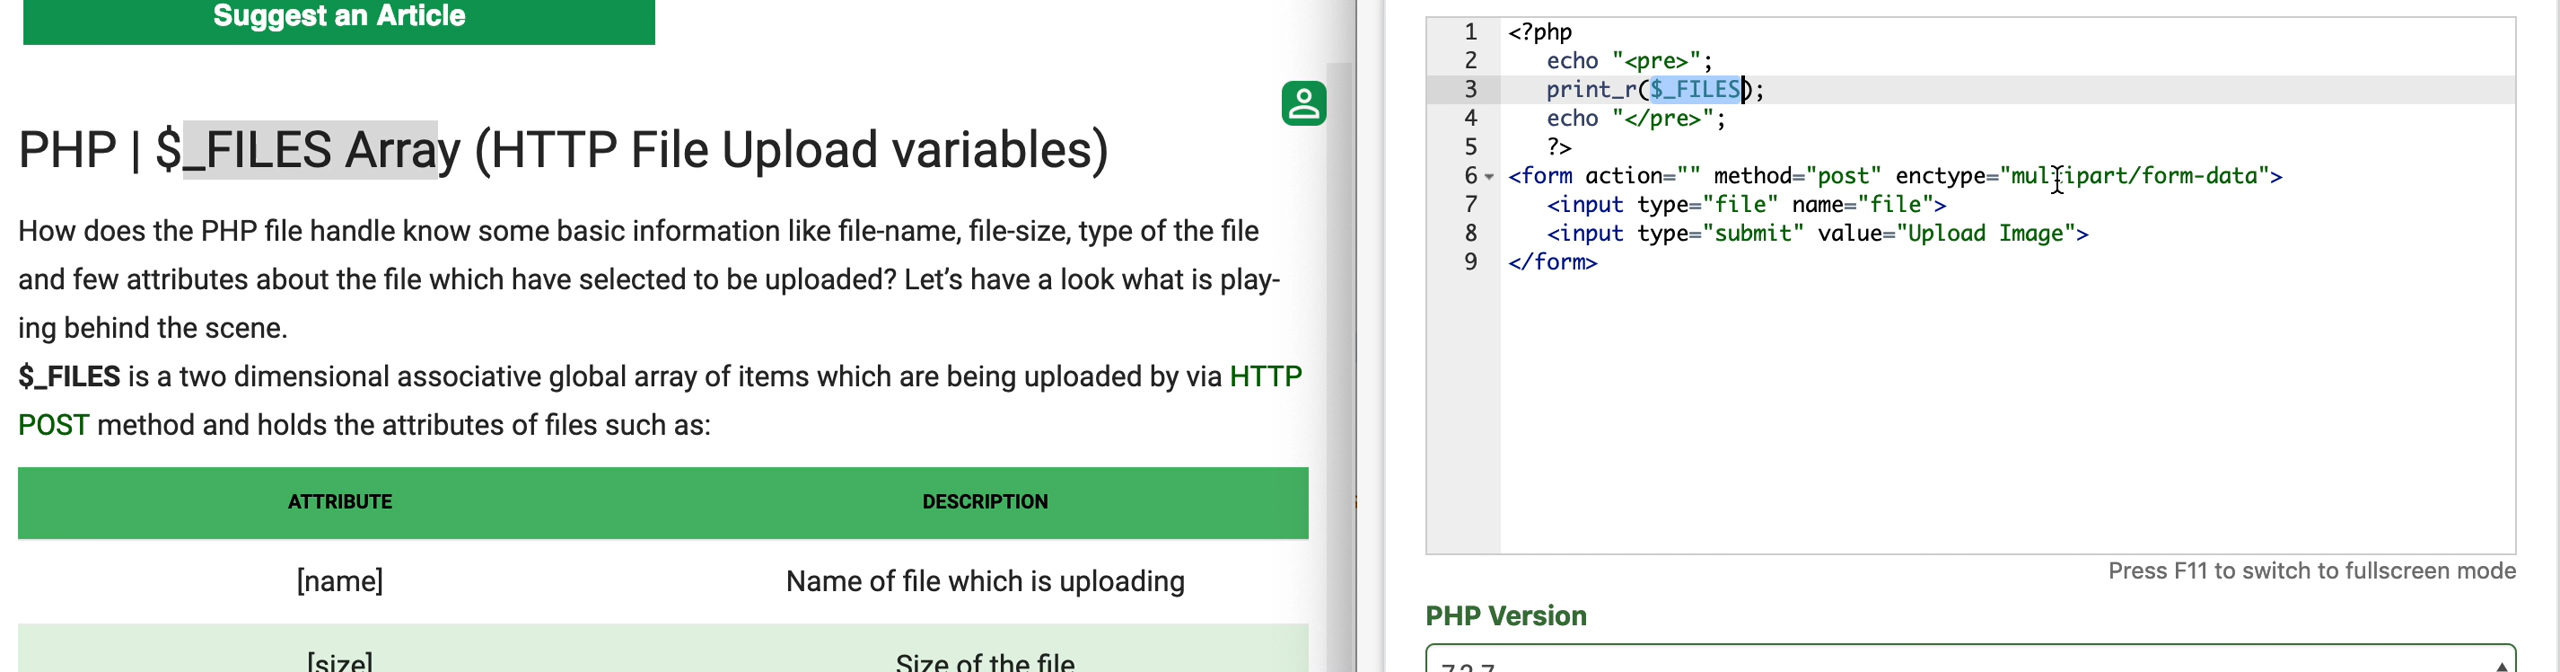 Suggest an Article
PHP | $_FILES Array (HTTP File Upload variables)
How does the PHP file handle know some basic information like file-name, file-size, type of the file
and few attributes about the file which have selected to be uploaded? Let’s have a look what is play-
ing behind the scene.
$_FILES is a two dimensional associative global array of items which are being uploaded by via HTTP
POST method and holds the attributes of files such as:
ATTRIBUTE DESCRIPTION
[name] Name of file which is uploading
[size] Size of the file
1 <?php
2 echo "<pre>";
3 print_r($_FILES);
4 echo "</pre>";
5 ?>
6 <form action="" method="post" enctype="multipart/form-data">
7 <input type="file" name="file">
8 <input type="submit" value="Upload Image">
9 </form>
Press F11 to switch to fullscreen mode
PHP Version